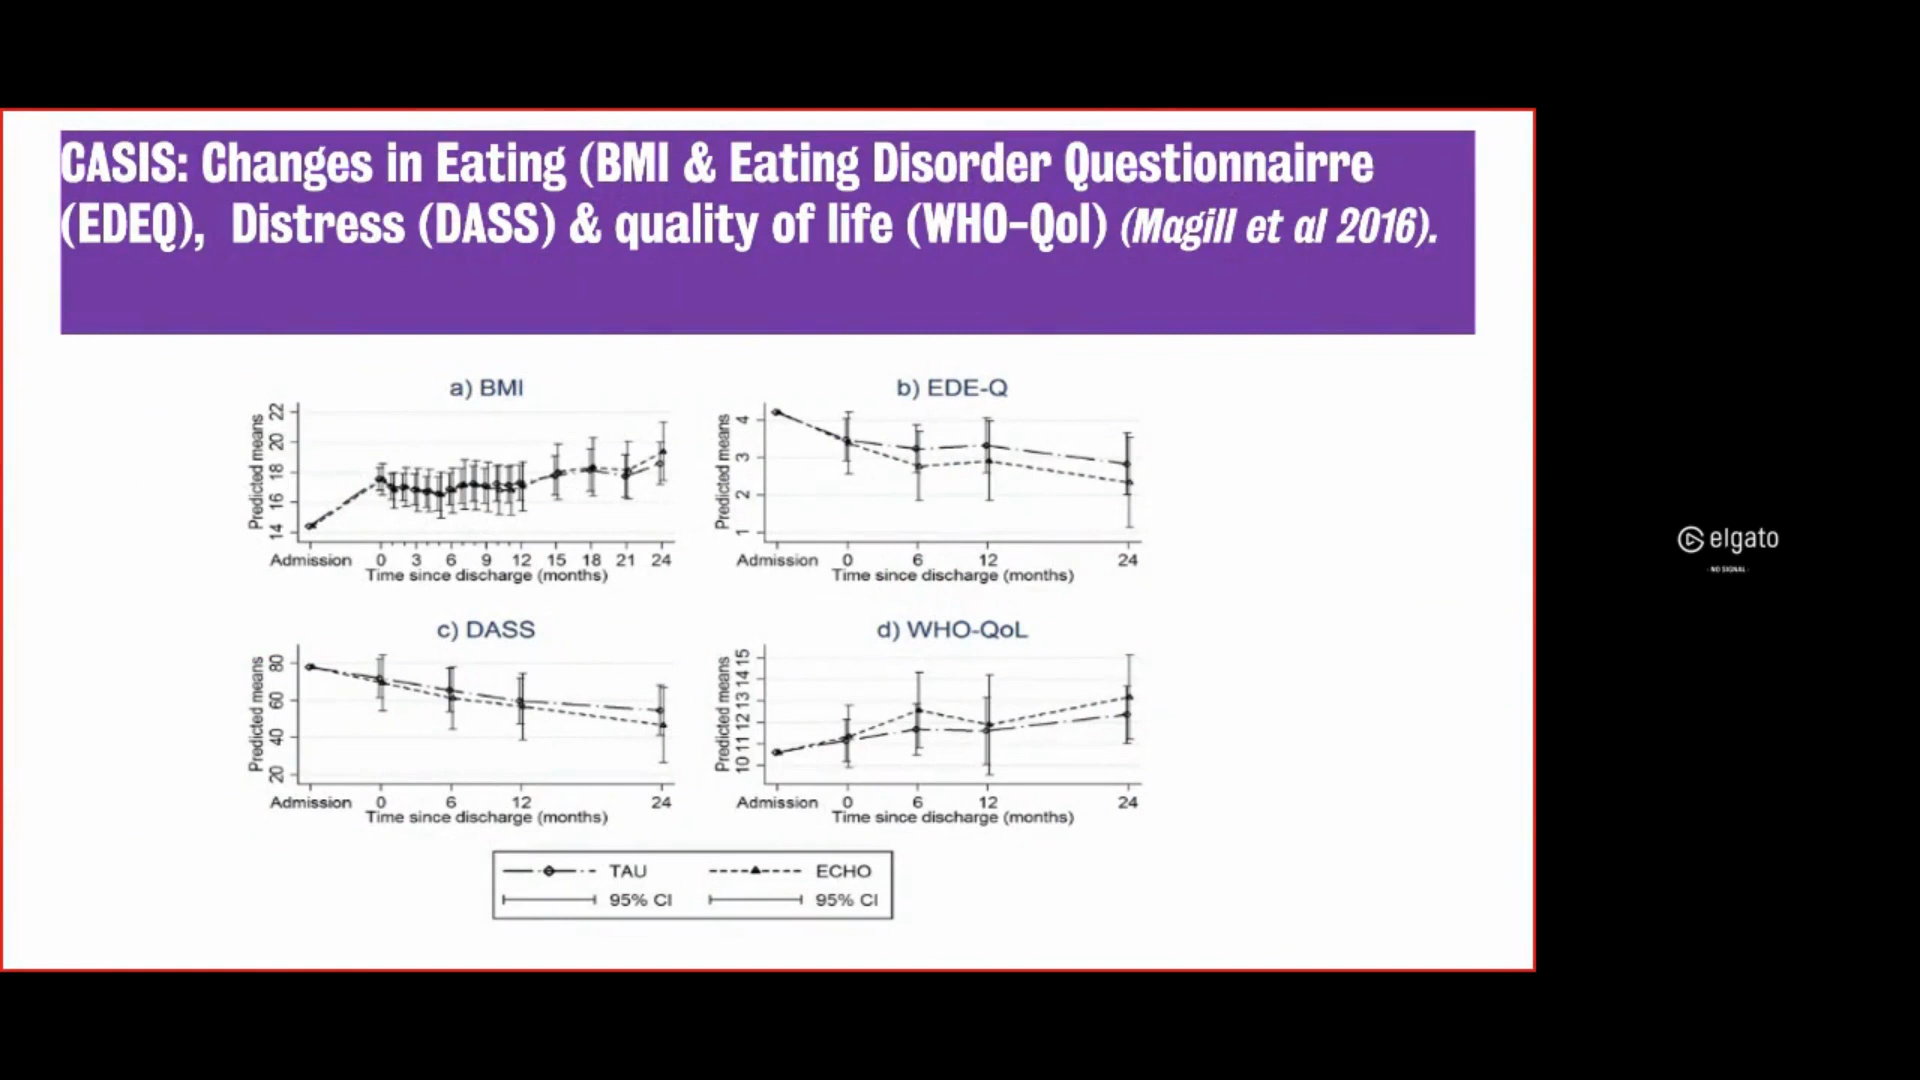 CASIS: Changes in Eating (BMI & Eating Disorder Questionnairre
(EDEQ), Distress (DASS) & quality of life (WHO-Qol) (Magill et al 2016).
a) BMI
Predicted means
22
20
18
16
14
Admission 0 3 6 9 12 15 18 21 24
Time since discharge (months)
b) EDE-Q
Predicted means
4
3
2
1
Admission 0 6 12 24
Time since discharge (months)
c) DASS
Predicted means
80
60
40
20
Admission 0 6 12 24
Time since discharge (months)
d) WHO-QoL
Predicted means
15
14
13
12
11
10
Admission 0 6 12 24
Time since discharge (months)
TAU ECHO
95% CI 95% CI
elgato
- NO SIGNAL -